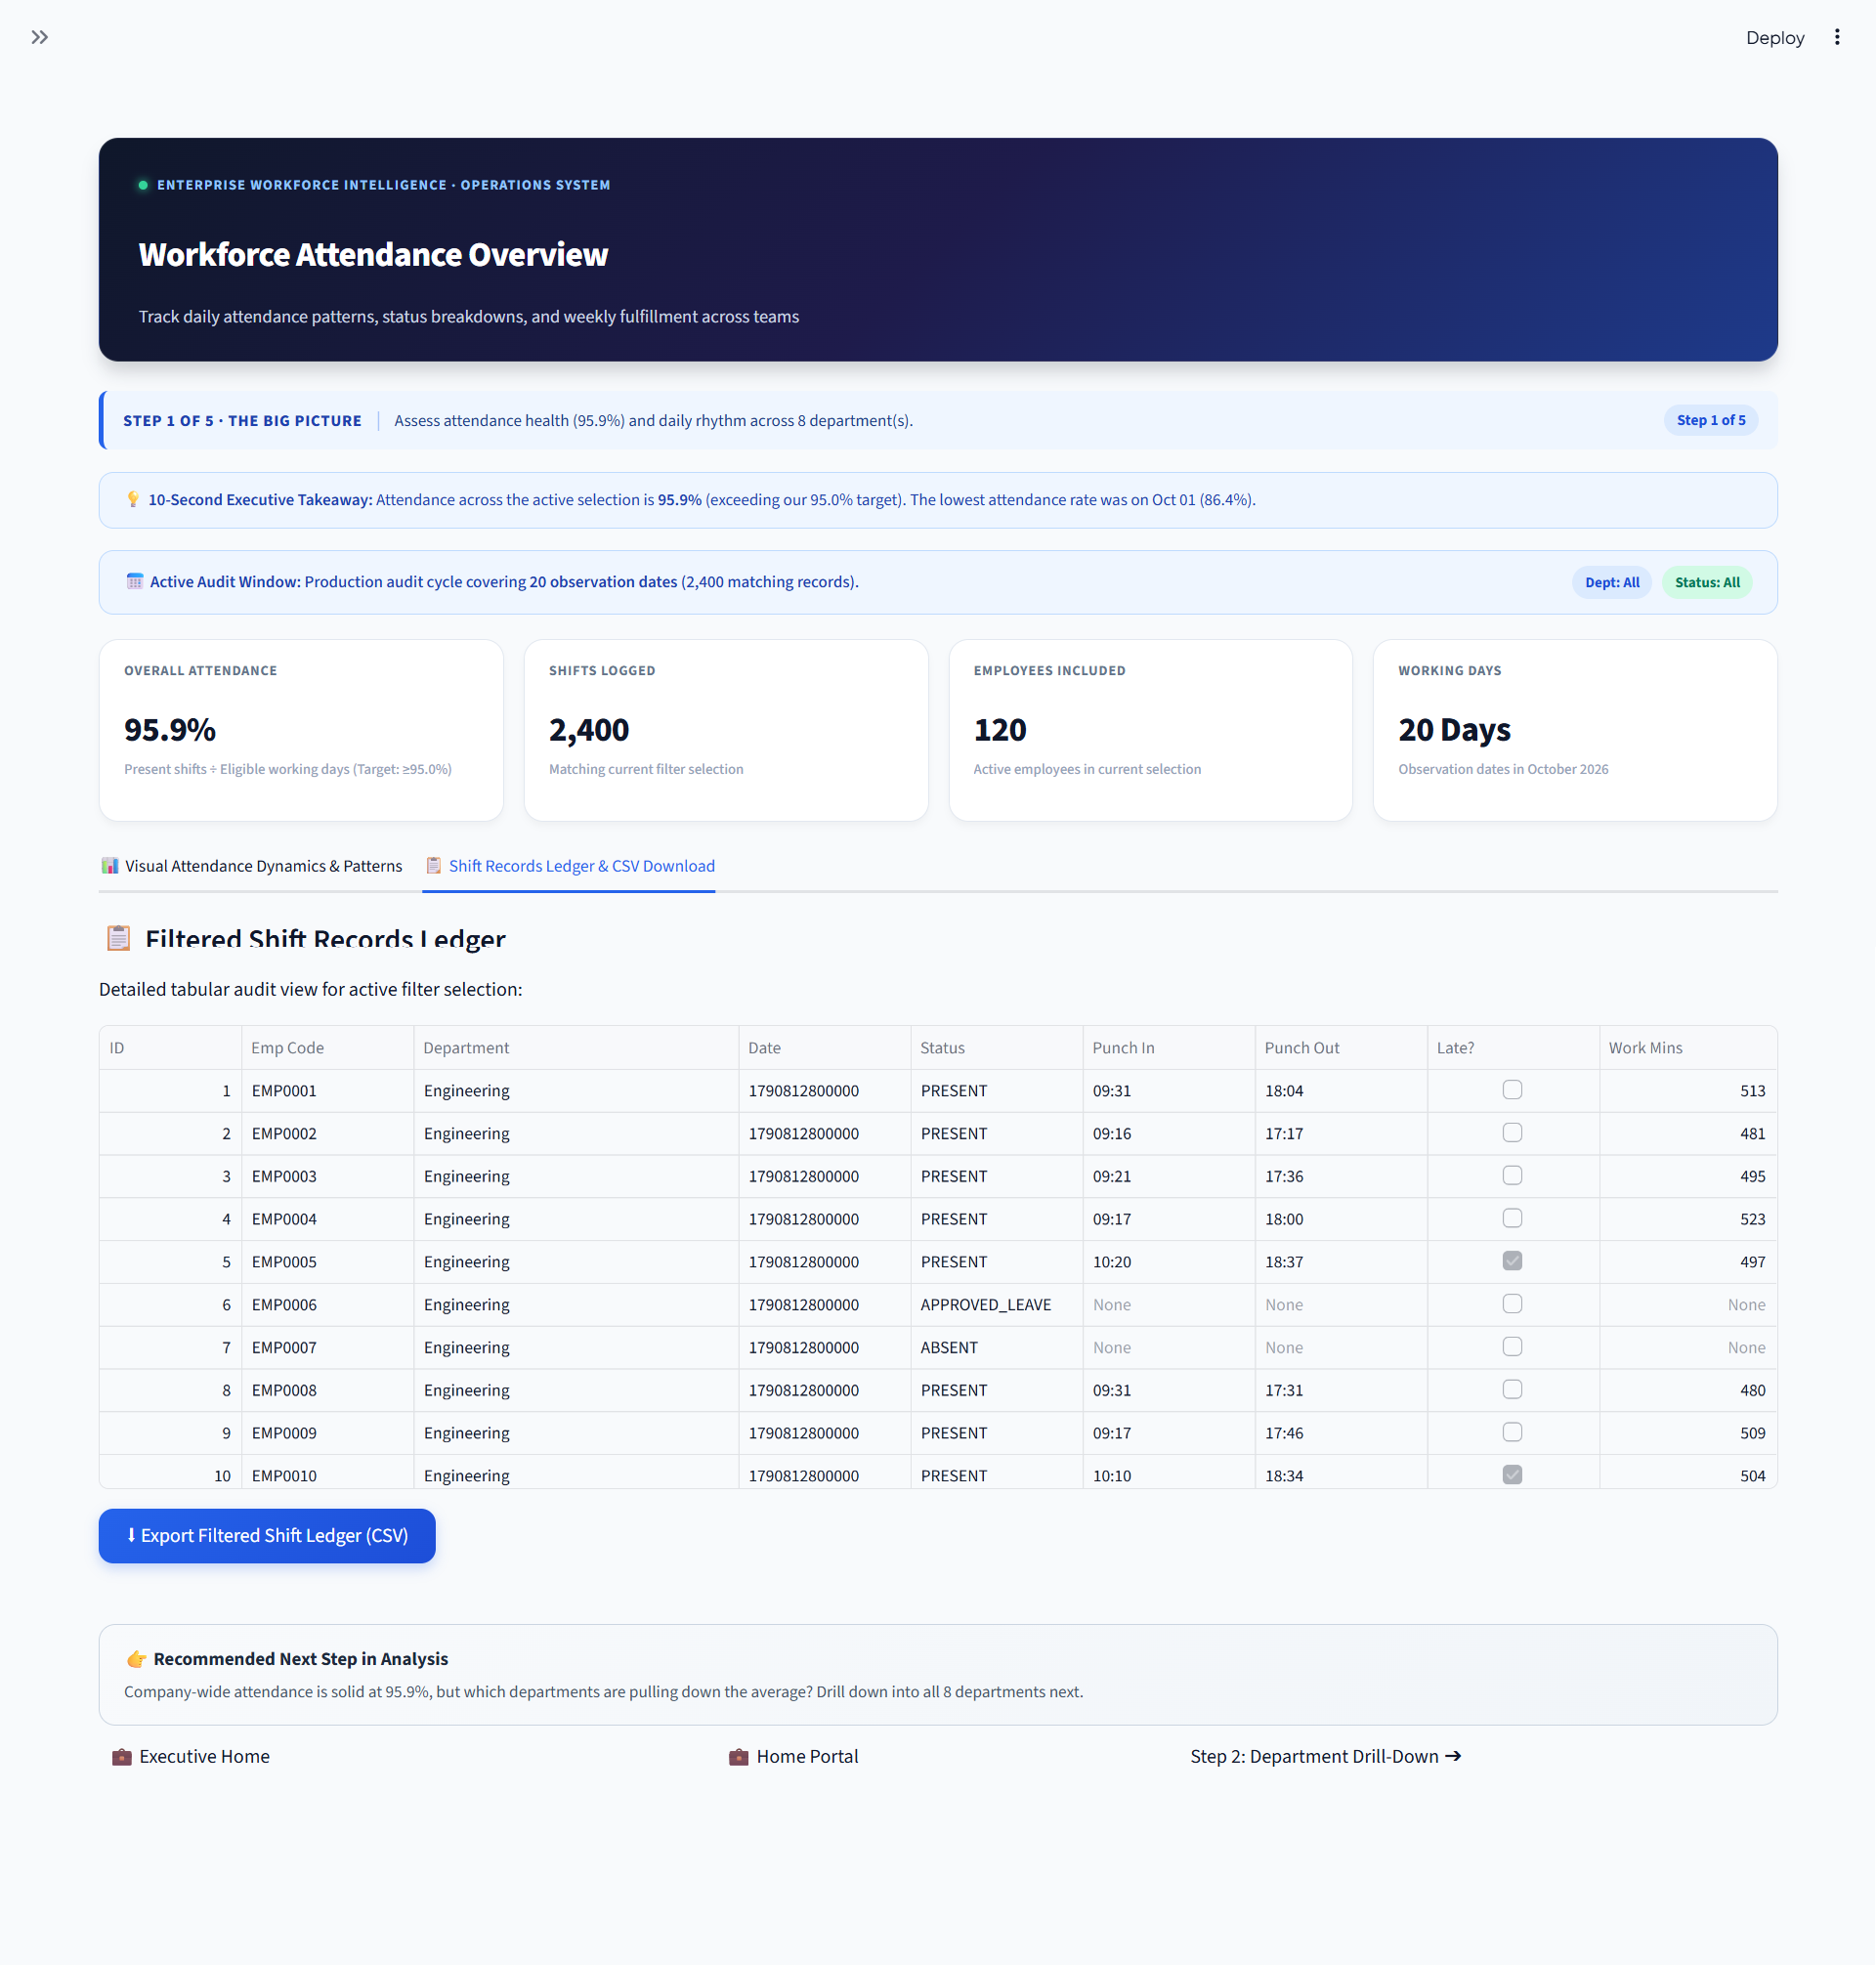 Deploy
ENTERPRISE WORKFORCE INTELLIGENCE · OPERATIONS SYSTEM
Workforce Attendance Overview
Track daily attendance patterns, status breakdowns, and weekly fulfillment across teams
STEP 1 OF 5 · THE BIG PICTURE | Assess attendance health (95.9%) and daily rhythm across 8 department(s). Step 1 of 5
💡 10-Second Executive Takeaway: Attendance across the active selection is 95.9% (exceeding our 95.0% target). The lowest attendance rate was on Oct 01 (86.4%).
📅 Active Audit Window: Production audit cycle covering 20 observation dates (2,400 matching records). Dept: All Status: All
OVERALL ATTENDANCE
95.9%
Present shifts ÷ Eligible working days (Target: ≥95.0%)
SHIFTS LOGGED
2,400
Matching current filter selection
EMPLOYEES INCLUDED
120
Active employees in current selection
WORKING DAYS
20 Days
Observation dates in October 2026
📊 Visual Attendance Dynamics & Patterns 📋 Shift Records Ledger & CSV Download
📋 Filtered Shift Records Ledger
Detailed tabular audit view for active filter selection:
ID Emp Code Department Date Status Punch In Punch Out Late? Work Mins
1 EMP0001 Engineering 1790812800000 PRESENT 09:31 18:04 513
2 EMP0002 Engineering 1790812800000 PRESENT 09:16 17:17 481
3 EMP0003 Engineering 1790812800000 PRESENT 09:21 17:36 495
4 EMP0004 Engineering 1790812800000 PRESENT 09:17 18:00 523
5 EMP0005 Engineering 1790812800000 PRESENT 10:20 18:37 497
6 EMP0006 Engineering 1790812800000 APPROVED_LEAVE None None None
7 EMP0007 Engineering 1790812800000 ABSENT None None None
8 EMP0008 Engineering 1790812800000 PRESENT 09:31 17:31 480
9 EMP0009 Engineering 1790812800000 PRESENT 09:17 17:46 509
10 EMP0010 Engineering 1790812800000 PRESENT 10:10 18:34 504
⬇ Export Filtered Shift Ledger (CSV)
👉 Recommended Next Step in Analysis
Company-wide attendance is solid at 95.9%, but which departments are pulling down the average? Drill down into all 8 departments next.
💼 Executive Home 💼 Home Portal Step 2: Department Drill-Down →